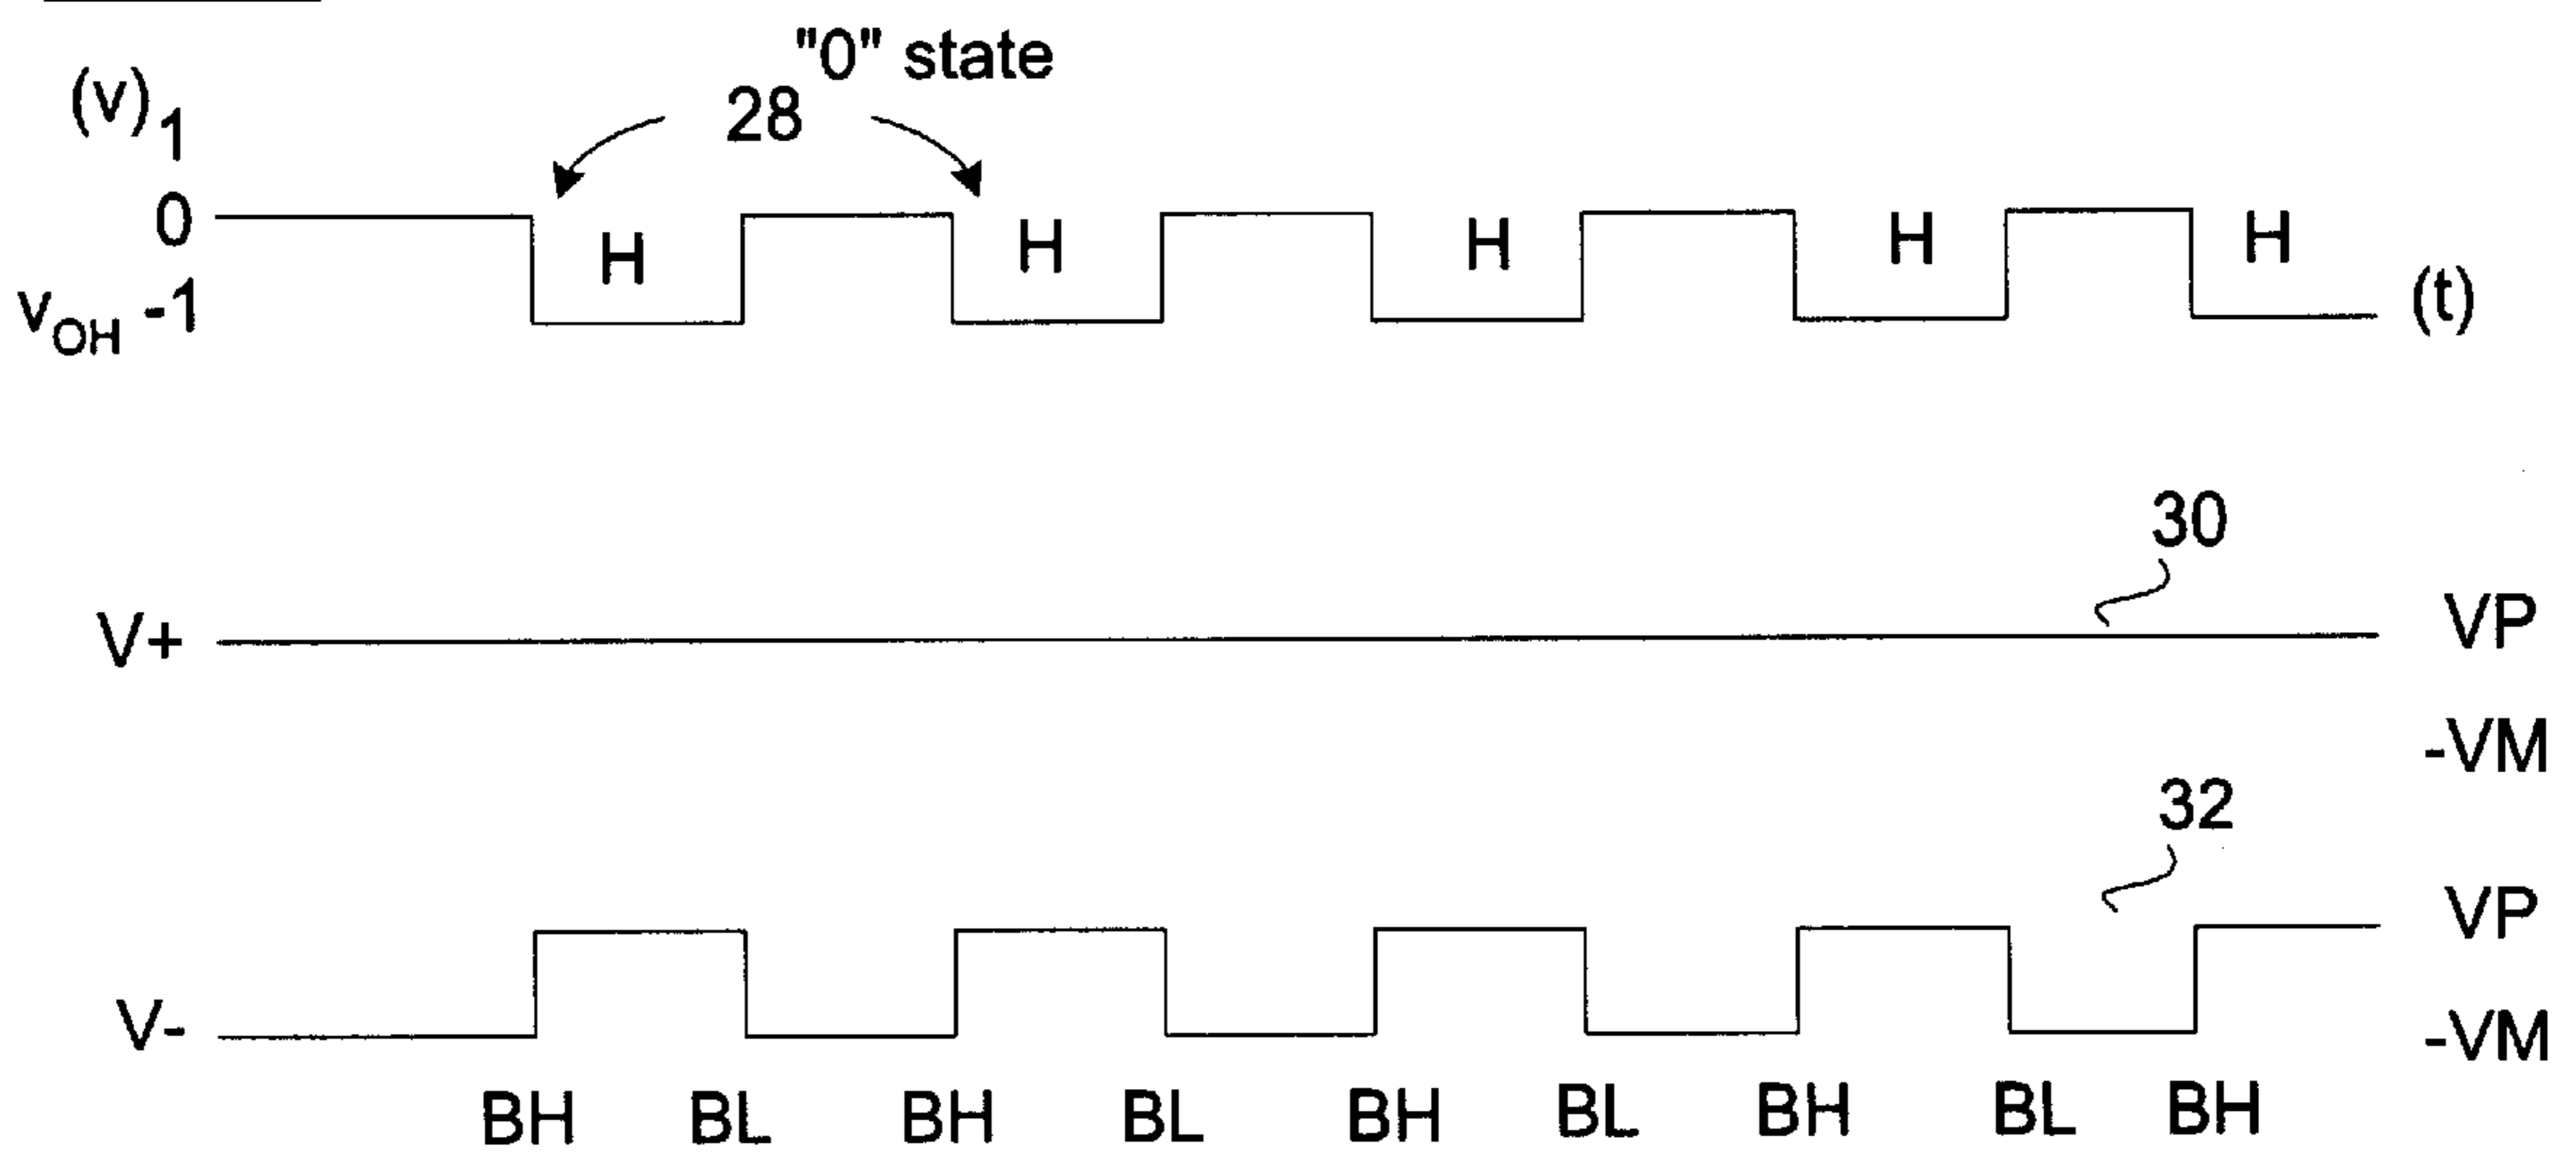 "0" state
28
(v)
1
0
H H H H H
vOH -1
(t)
30
V+
VP
-VM
32
VP
V-
-VM
BH BL BH BL BH BL BH BL BH